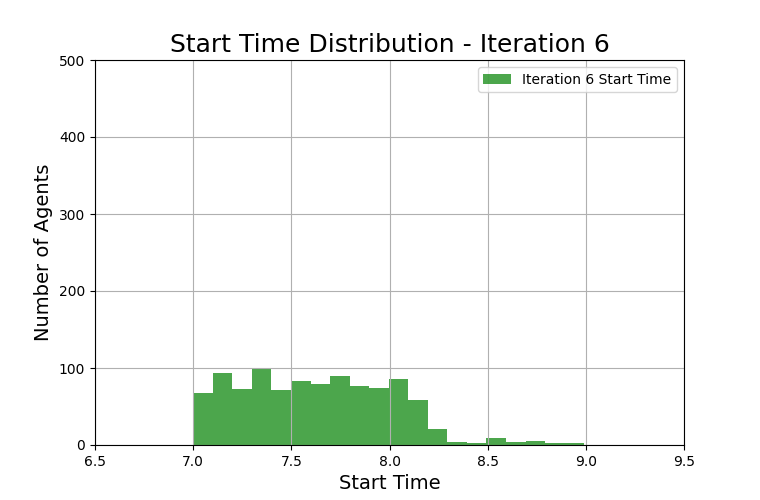 Start Time Distribution - Iteration 6
Iteration 6 Start Time
Number of Agents
500
400
300
200
100
0
6.5 7.0 7.5 8.0 8.5 9.0 9.5
Start Time